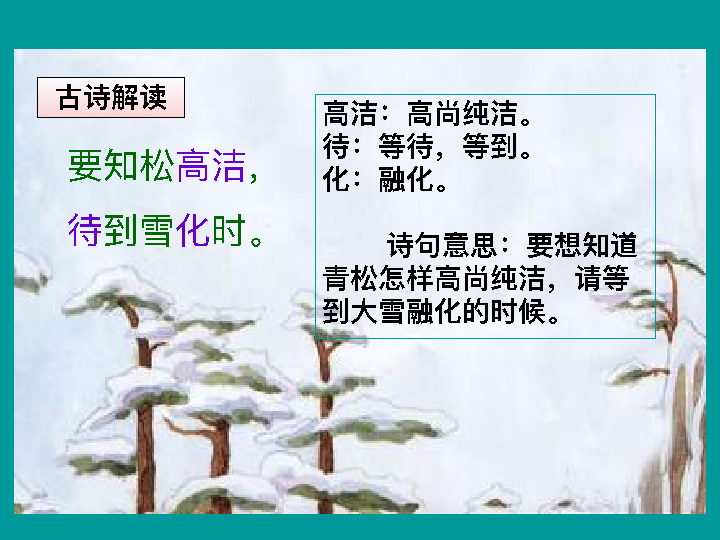 古诗解读
要知松高洁，
待到雪化时。
高洁：高尚纯洁。
待：等待，等到。
化：融化。
诗句意思：要想知道
青松怎样高尚纯洁，请等
到大雪融化的时候。